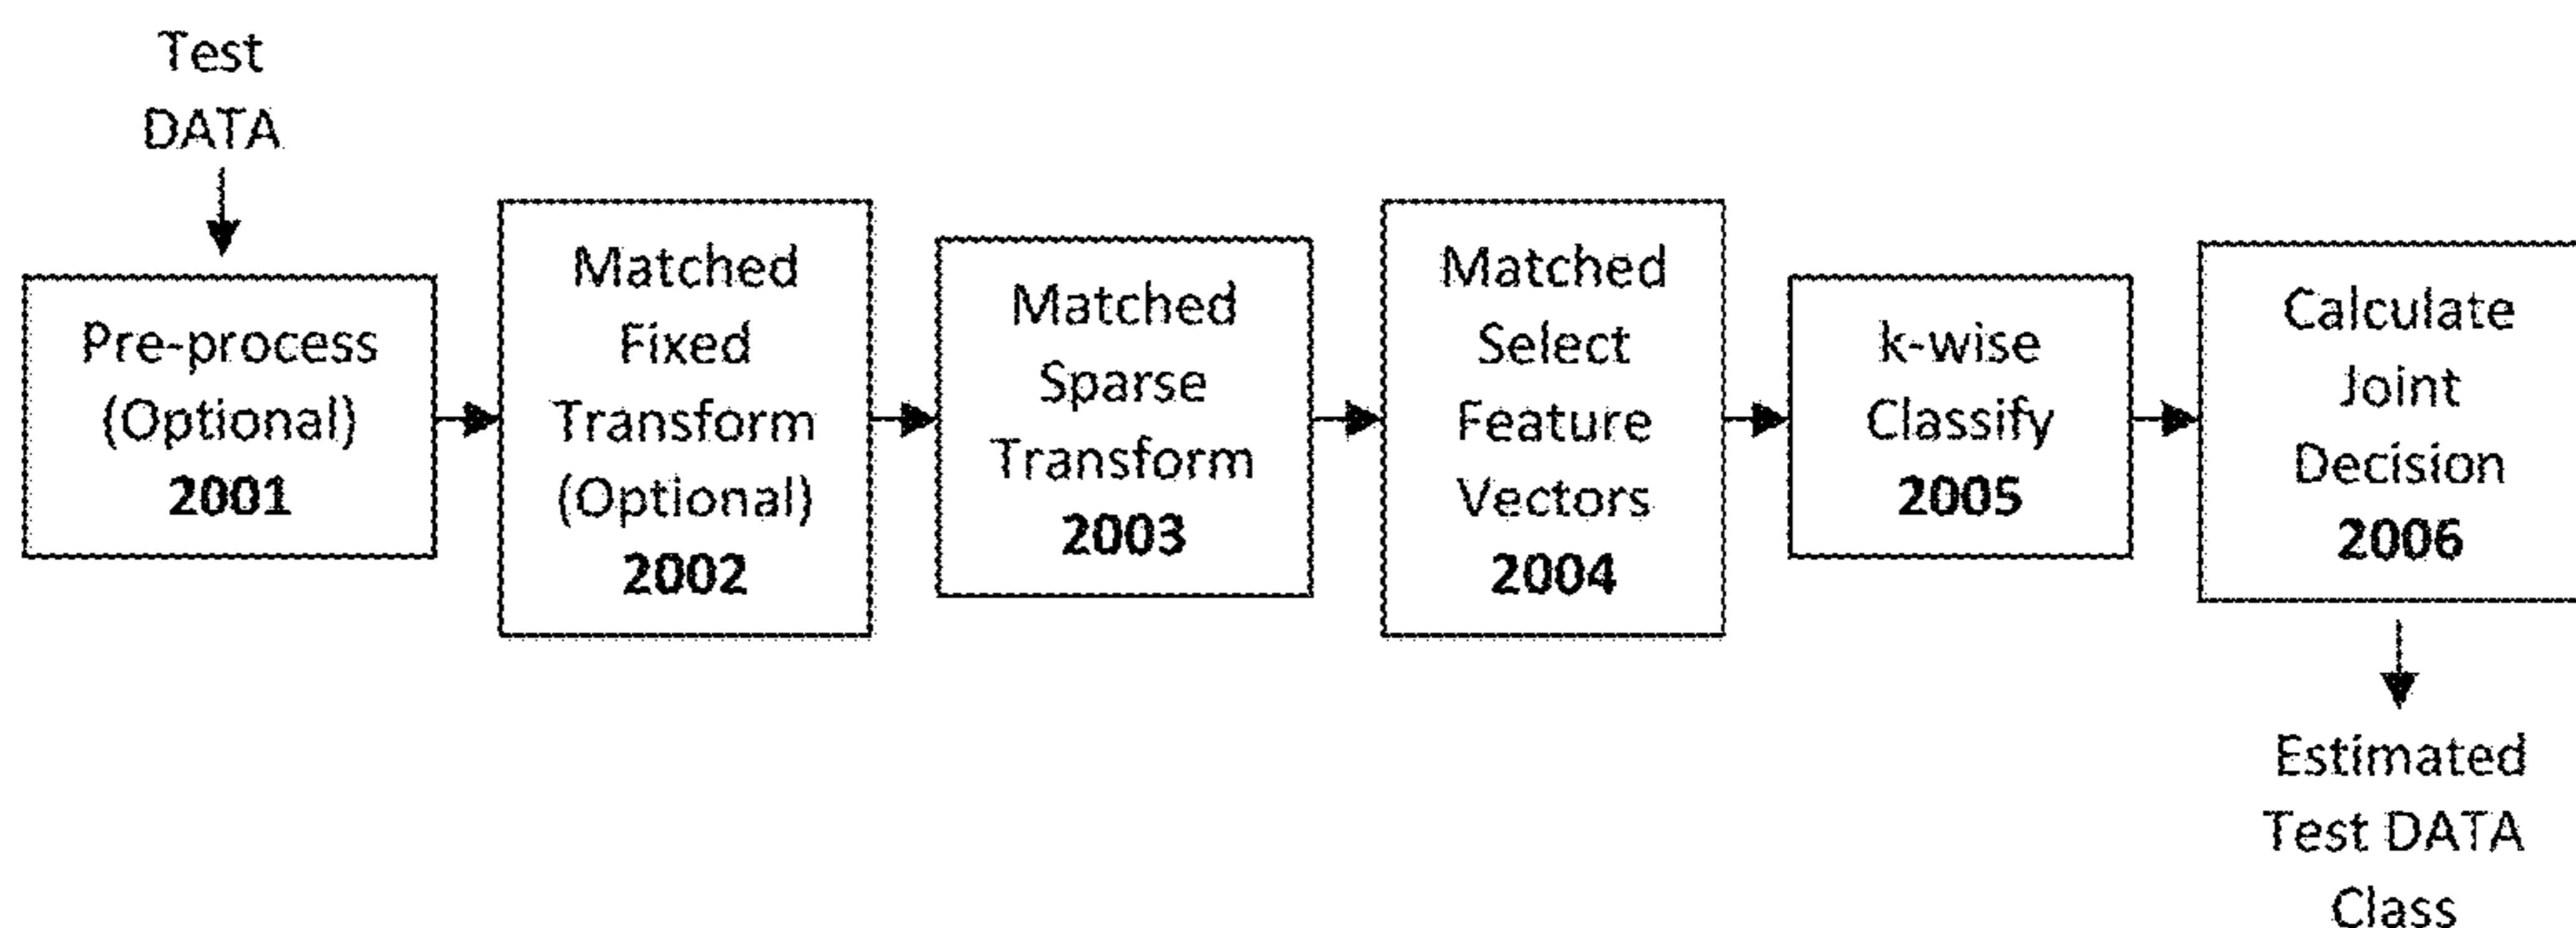 Test
DATA
Pre-process
(Optional)
2001
Matched
Fixed
Transform
(Optional)
2002
Matched
Sparse
Transform
2003
Matched
Select
Feature
Vectors
2004
k-wise
Classify
2005
Calculate
Joint
Decision
2006
Estimated
Test DATA
Class